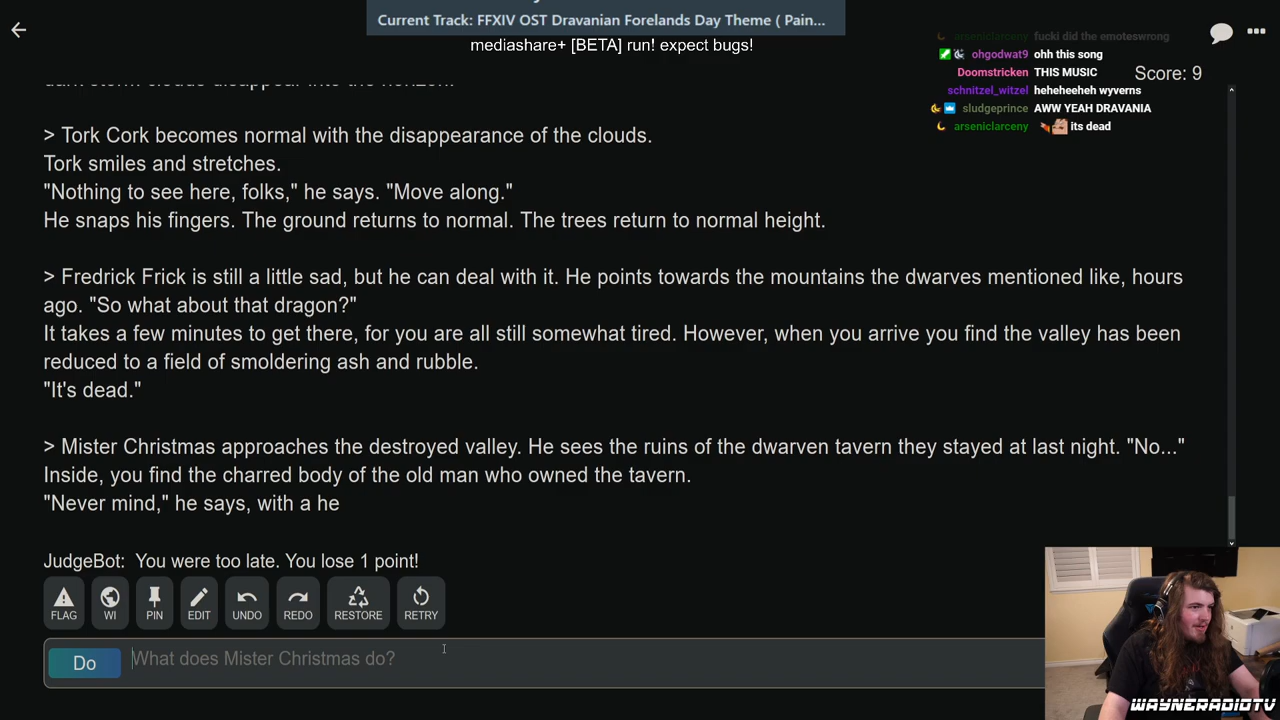 Current Track: FFXIV OST Dravanian Forelands Day Theme ( Pain...
mediashare+ [BETA] run! expect bugs!
arseniclarceny fucki did the emoteswrong
ohgodwat9 ohh this song
Doomstricken THIS MUSIC
Score: 9
schnitzel_witzel heheheeheh wyverns
sludgeprince AWW YEAH DRAVANIA
arseniclarceny its dead
> Tork Cork becomes normal with the disappearance of the clouds.
Tork smiles and stretches.
"Nothing to see here, folks," he says. "Move along."
He snaps his fingers. The ground returns to normal. The trees return to normal height.
> Fredrick Frick is still a little sad, but he can deal with it. He points towards the mountains the dwarves mentioned like, hours
ago. "So what about that dragon?"
It takes a few minutes to get there, for you are all still somewhat tired. However, when you arrive you find the valley has been
reduced to a field of smoldering ash and rubble.
"It's dead."
> Mister Christmas approaches the destroyed valley. He sees the ruins of the dwarven tavern they stayed at last night. "No..."
Inside, you find the charred body of the old man who owned the tavern.
"Never mind," he says, with a he
JudgeBot: You were too late. You lose 1 point!
FLAG WI PIN EDIT UNDO REDO RESTORE RETRY
Do What does Mister Christmas do?
WAYNERADIOTV